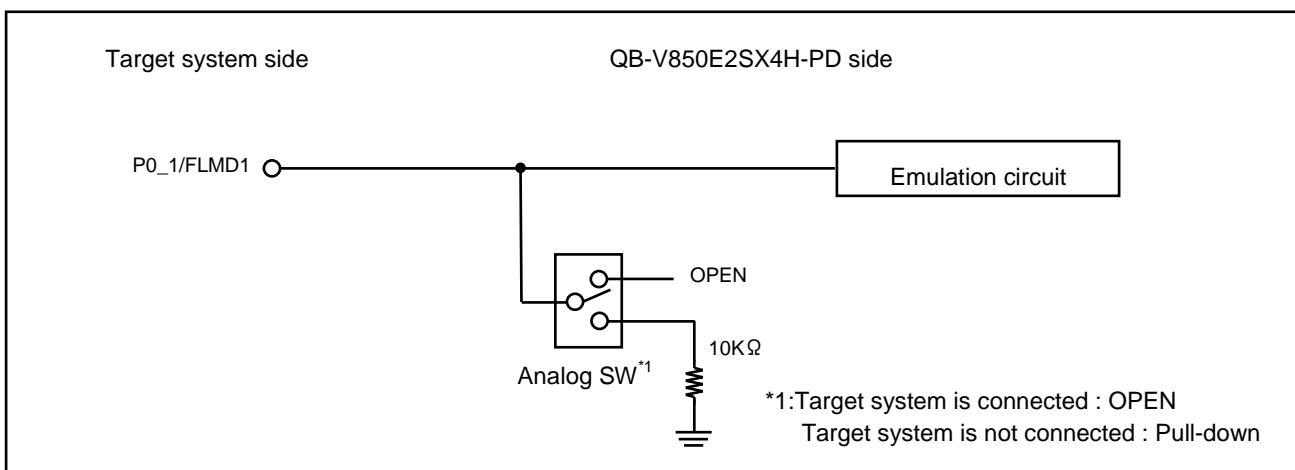 Target system side
QB-V850E2SX4H-PD side
P0_1/FLMD1
Emulation circuit
OPEN
10KΩ
Analog SW*1
*1:Target system is connected : OPEN
Target system is not connected : Pull-down